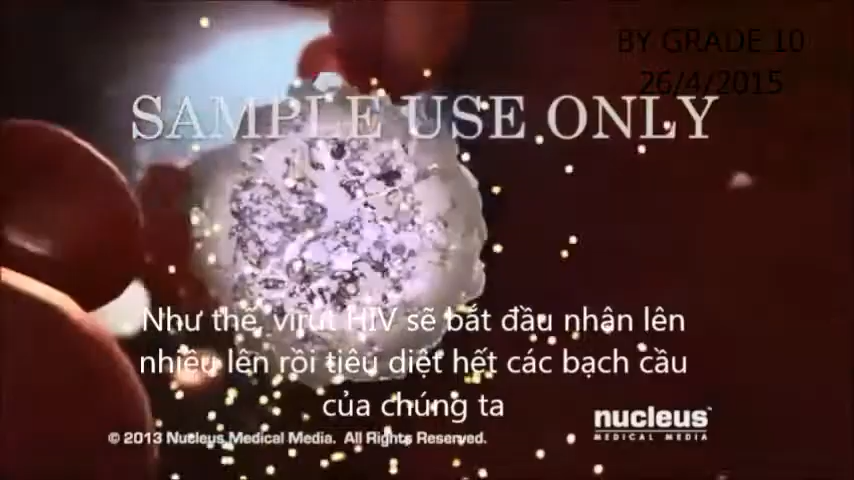 BY GRADE 10
26/4/2015
SAMPLE USE ONLY
Như thế, virút HIV sẽ bắt đầu nhân lên
nhiều lên rồi tiêu diệt hết các bạch cầu
của chúng ta
nucleus
MEDICAL MEDIA
© 2013 Nucleus Medical Media. All Rights Reserved.